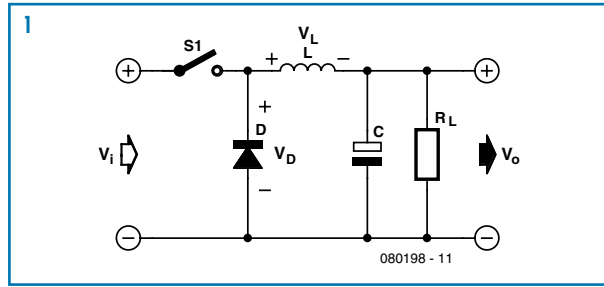 1
S1
V_L
L
+ −
+ +
+
D
V_D
C
R_L
V_i
V_o
−
− −
080198 - 11